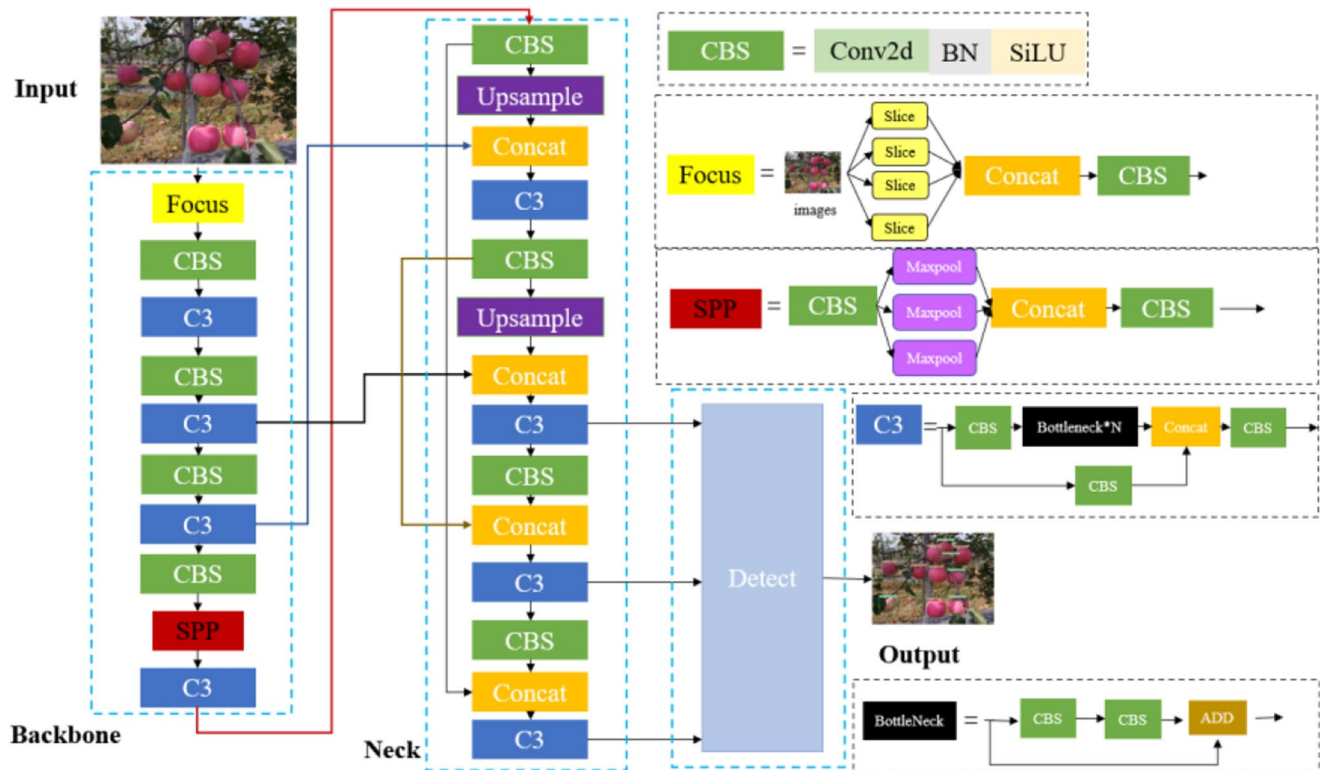 Input
Focus
CBS
C3
CBS
C3
CBS
C3
CBS
SPP
C3
Backbone
CBS
Upsample
Concat
C3
CBS
Upsample
Concat
C3
CBS
Concat
C3
CBS
Concat
C3
Neck
CBS = Conv2d BN SiLU
Focus = images Slice Slice Slice Slice Concat CBS
SPP = CBS Maxpool Maxpool Maxpool Concat CBS
C3 = CBS Bottleneck*N Concat CBS
CBS
Detect
Output
BottleNeck = CBS CBS ADD